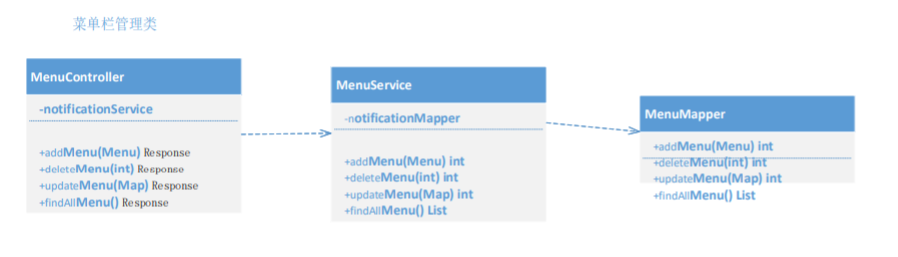 菜单栏管理类
MenuController
-notificationService
+addMenu(Menu) Response
+deleteMenu(int) Response
+updateMenu(Map) Response
+findAllMenu() Response
MenuService
-notificationMapper
+addMenu(Menu) int
+deleteMenu(int) int
+updateMenu(Map) int
+findAllMenu() List
MenuMapper
+addMenu(Menu) int
+deleteMenu(int) int
+updateMenu(Map) int
+findAllMenu() List